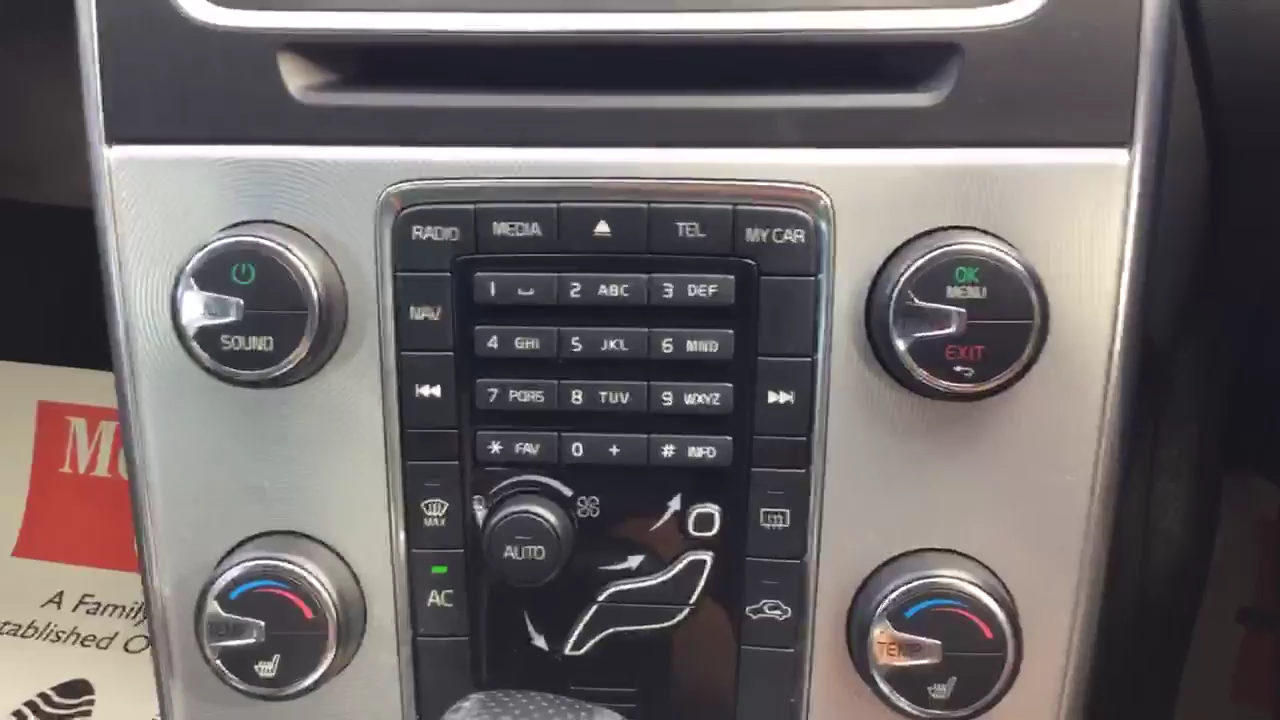 RADIO MEDIA TEL MY CAR
SOUND
NAV
1 2 ABC 3 DEF
4 GHI 5 JKL 6 MNO
7 PQRS 8 TUV 9 WXYZ
* FAV 0 + # INFO
OK
MENU
EXIT
MAX
AUTO
AC
TEMP
TEMP
A Family
tablished O